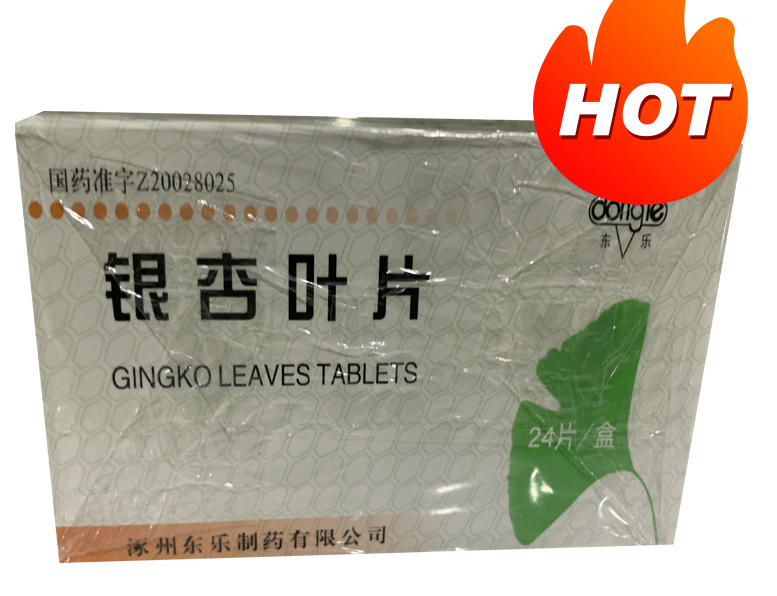 HOT
国药准字Z20028025
dongle
东 乐
银杏叶片
GINGKO LEAVES TABLETS
24片/盒
涿州东乐制药有限公司